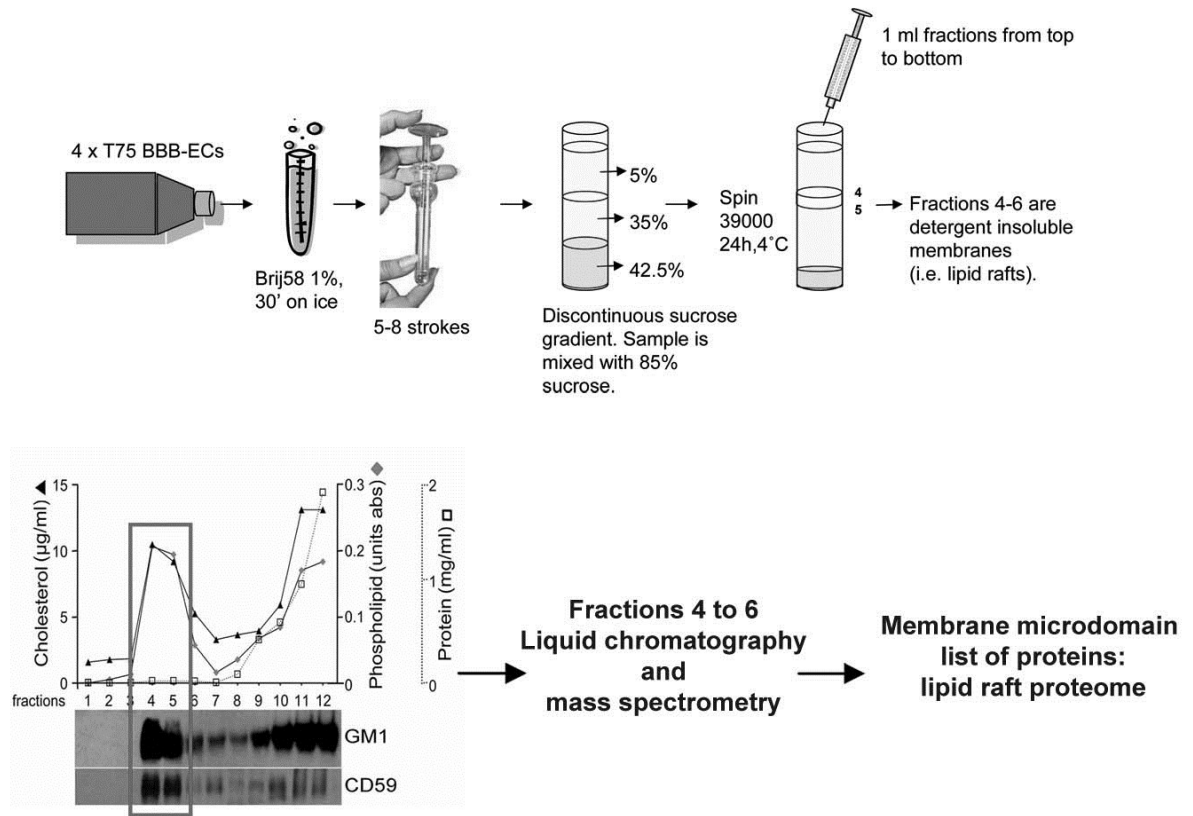 1 ml fractions from top
to bottom
4 x T75 BBB-ECs
Brij58 1%,
30' on ice
5-8 strokes
5%
35%
42.5%
Discontinuous sucrose
gradient. Sample is
mixed with 85%
sucrose.
Spin
39000
24h,4˚C
4
5
Fractions 4-6 are
detergent insoluble
membranes
(i.e. lipid rafts).
Cholesterol (µg/ml)
15
10
5
0
Phospholipid (units abs)
0.3
0.2
0.1
0
Protein (mg/ml)
2
1
0
fractions 1 2 3 4 5 6 7 8 9 10 11 12
GM1
CD59
Fractions 4 to 6
Liquid chromatography
and
mass spectrometry
Membrane microdomain
list of proteins:
lipid raft proteome